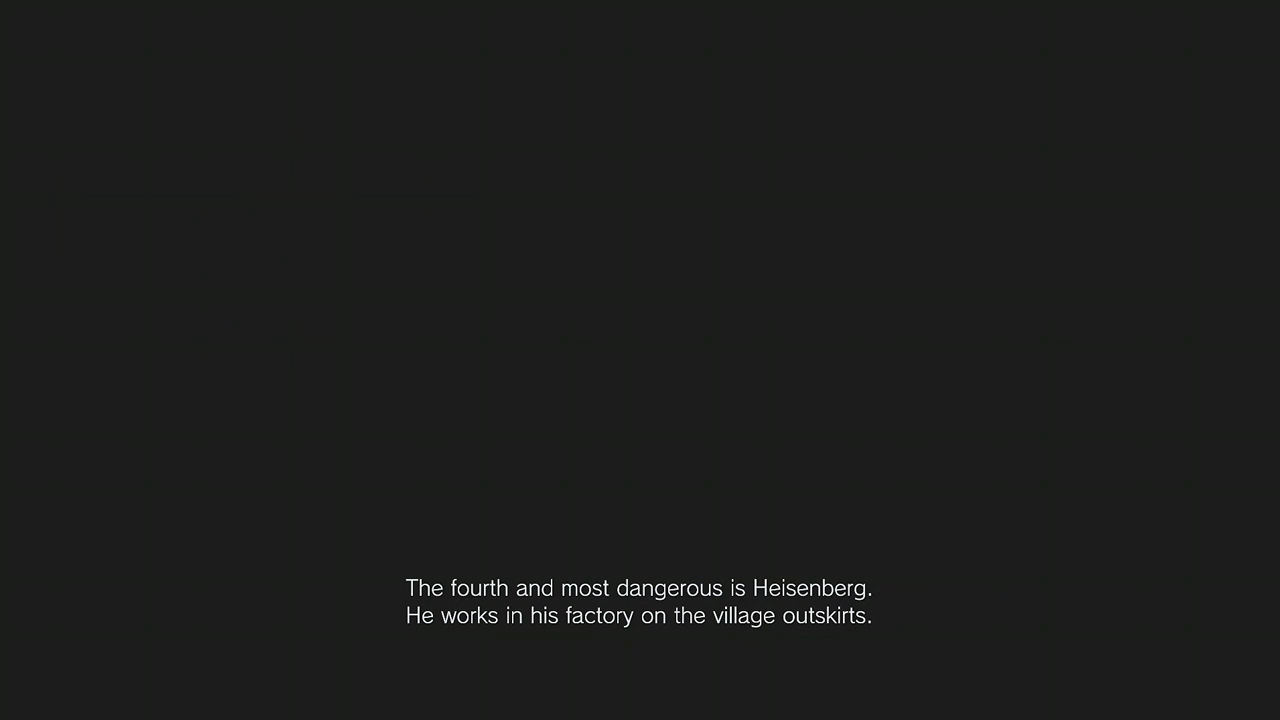 The fourth and most dangerous is Heisenberg.
He works in his factory on the village outskirts.